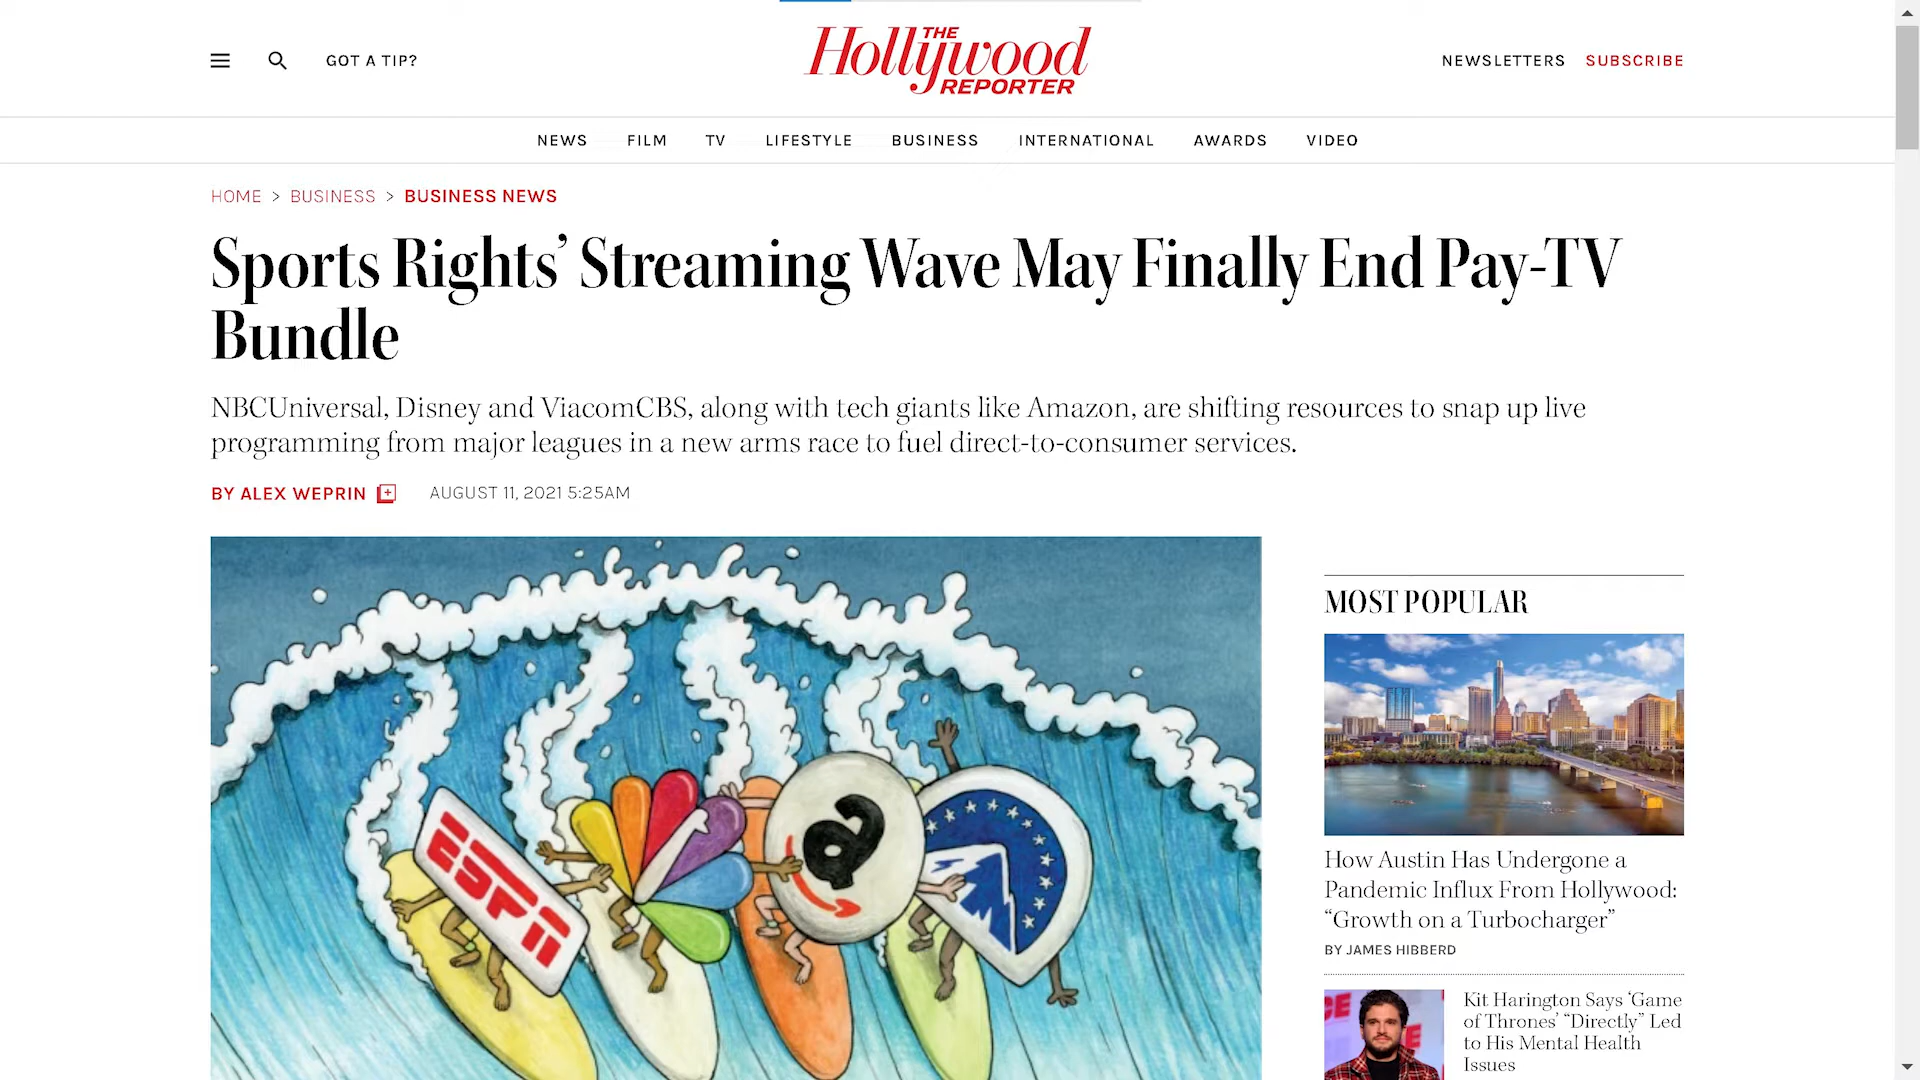 GOT A TIP?
THE
Hollywood
REPORTER
NEWSLETTERS SUBSCRIBE
NEWS FILM TV LIFESTYLE BUSINESS INTERNATIONAL AWARDS VIDEO
HOME > BUSINESS > BUSINESS NEWS
Sports Rights’ Streaming Wave May Finally End Pay-TV
Bundle
NBCUniversal, Disney and ViacomCBS, along with tech giants like Amazon, are shifting resources to snap up live
programming from major leagues in a new arms race to fuel direct-to-consumer services.
BY ALEX WEPRIN AUGUST 11, 2021 5:25AM
ESPN
a
MOST POPULAR
How Austin Has Undergone a
Pandemic Influx From Hollywood:
“Growth on a Turbocharger”
BY JAMES HIBBERD
Kit Harington Says ‘Game
of Thrones’ “Directly” Led
to His Mental Health
Issues